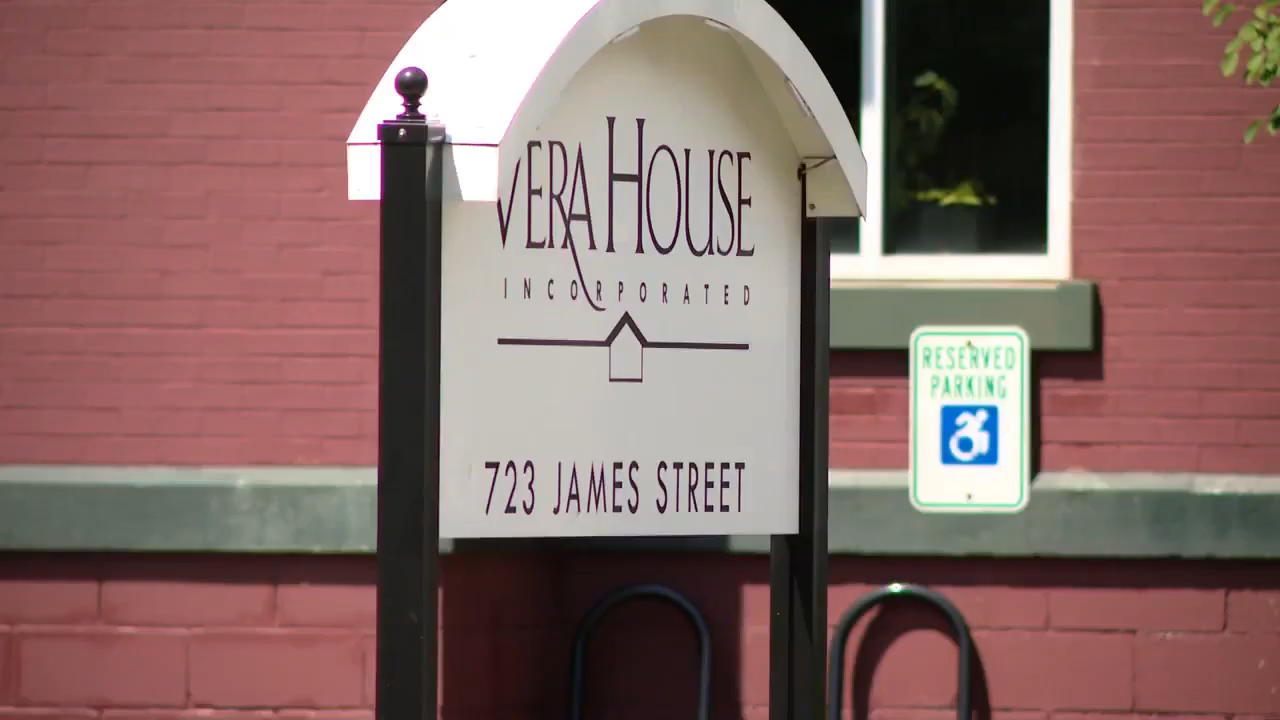 VERA HOUSE
INCORPORATED
723 JAMES STREET
RESERVED
PARKING